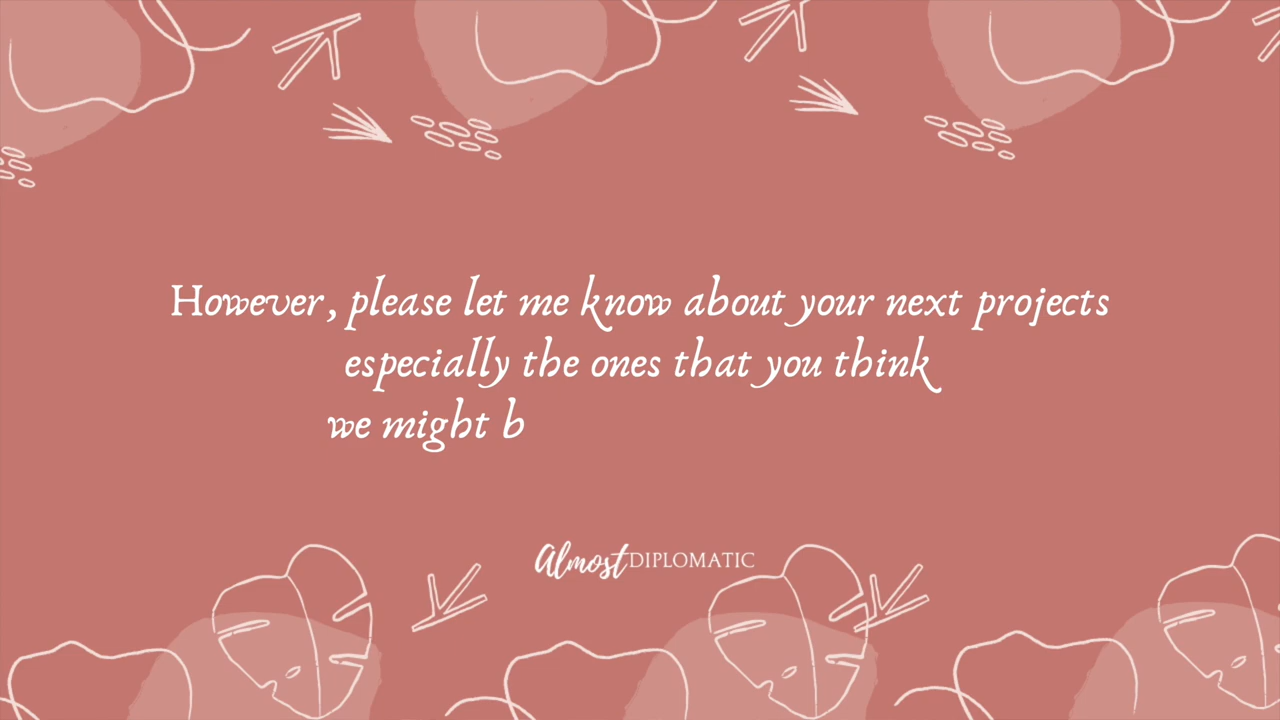 However, please let me know about your next projects
especially the ones that you think
we might b
Almost DIPLOMATIC